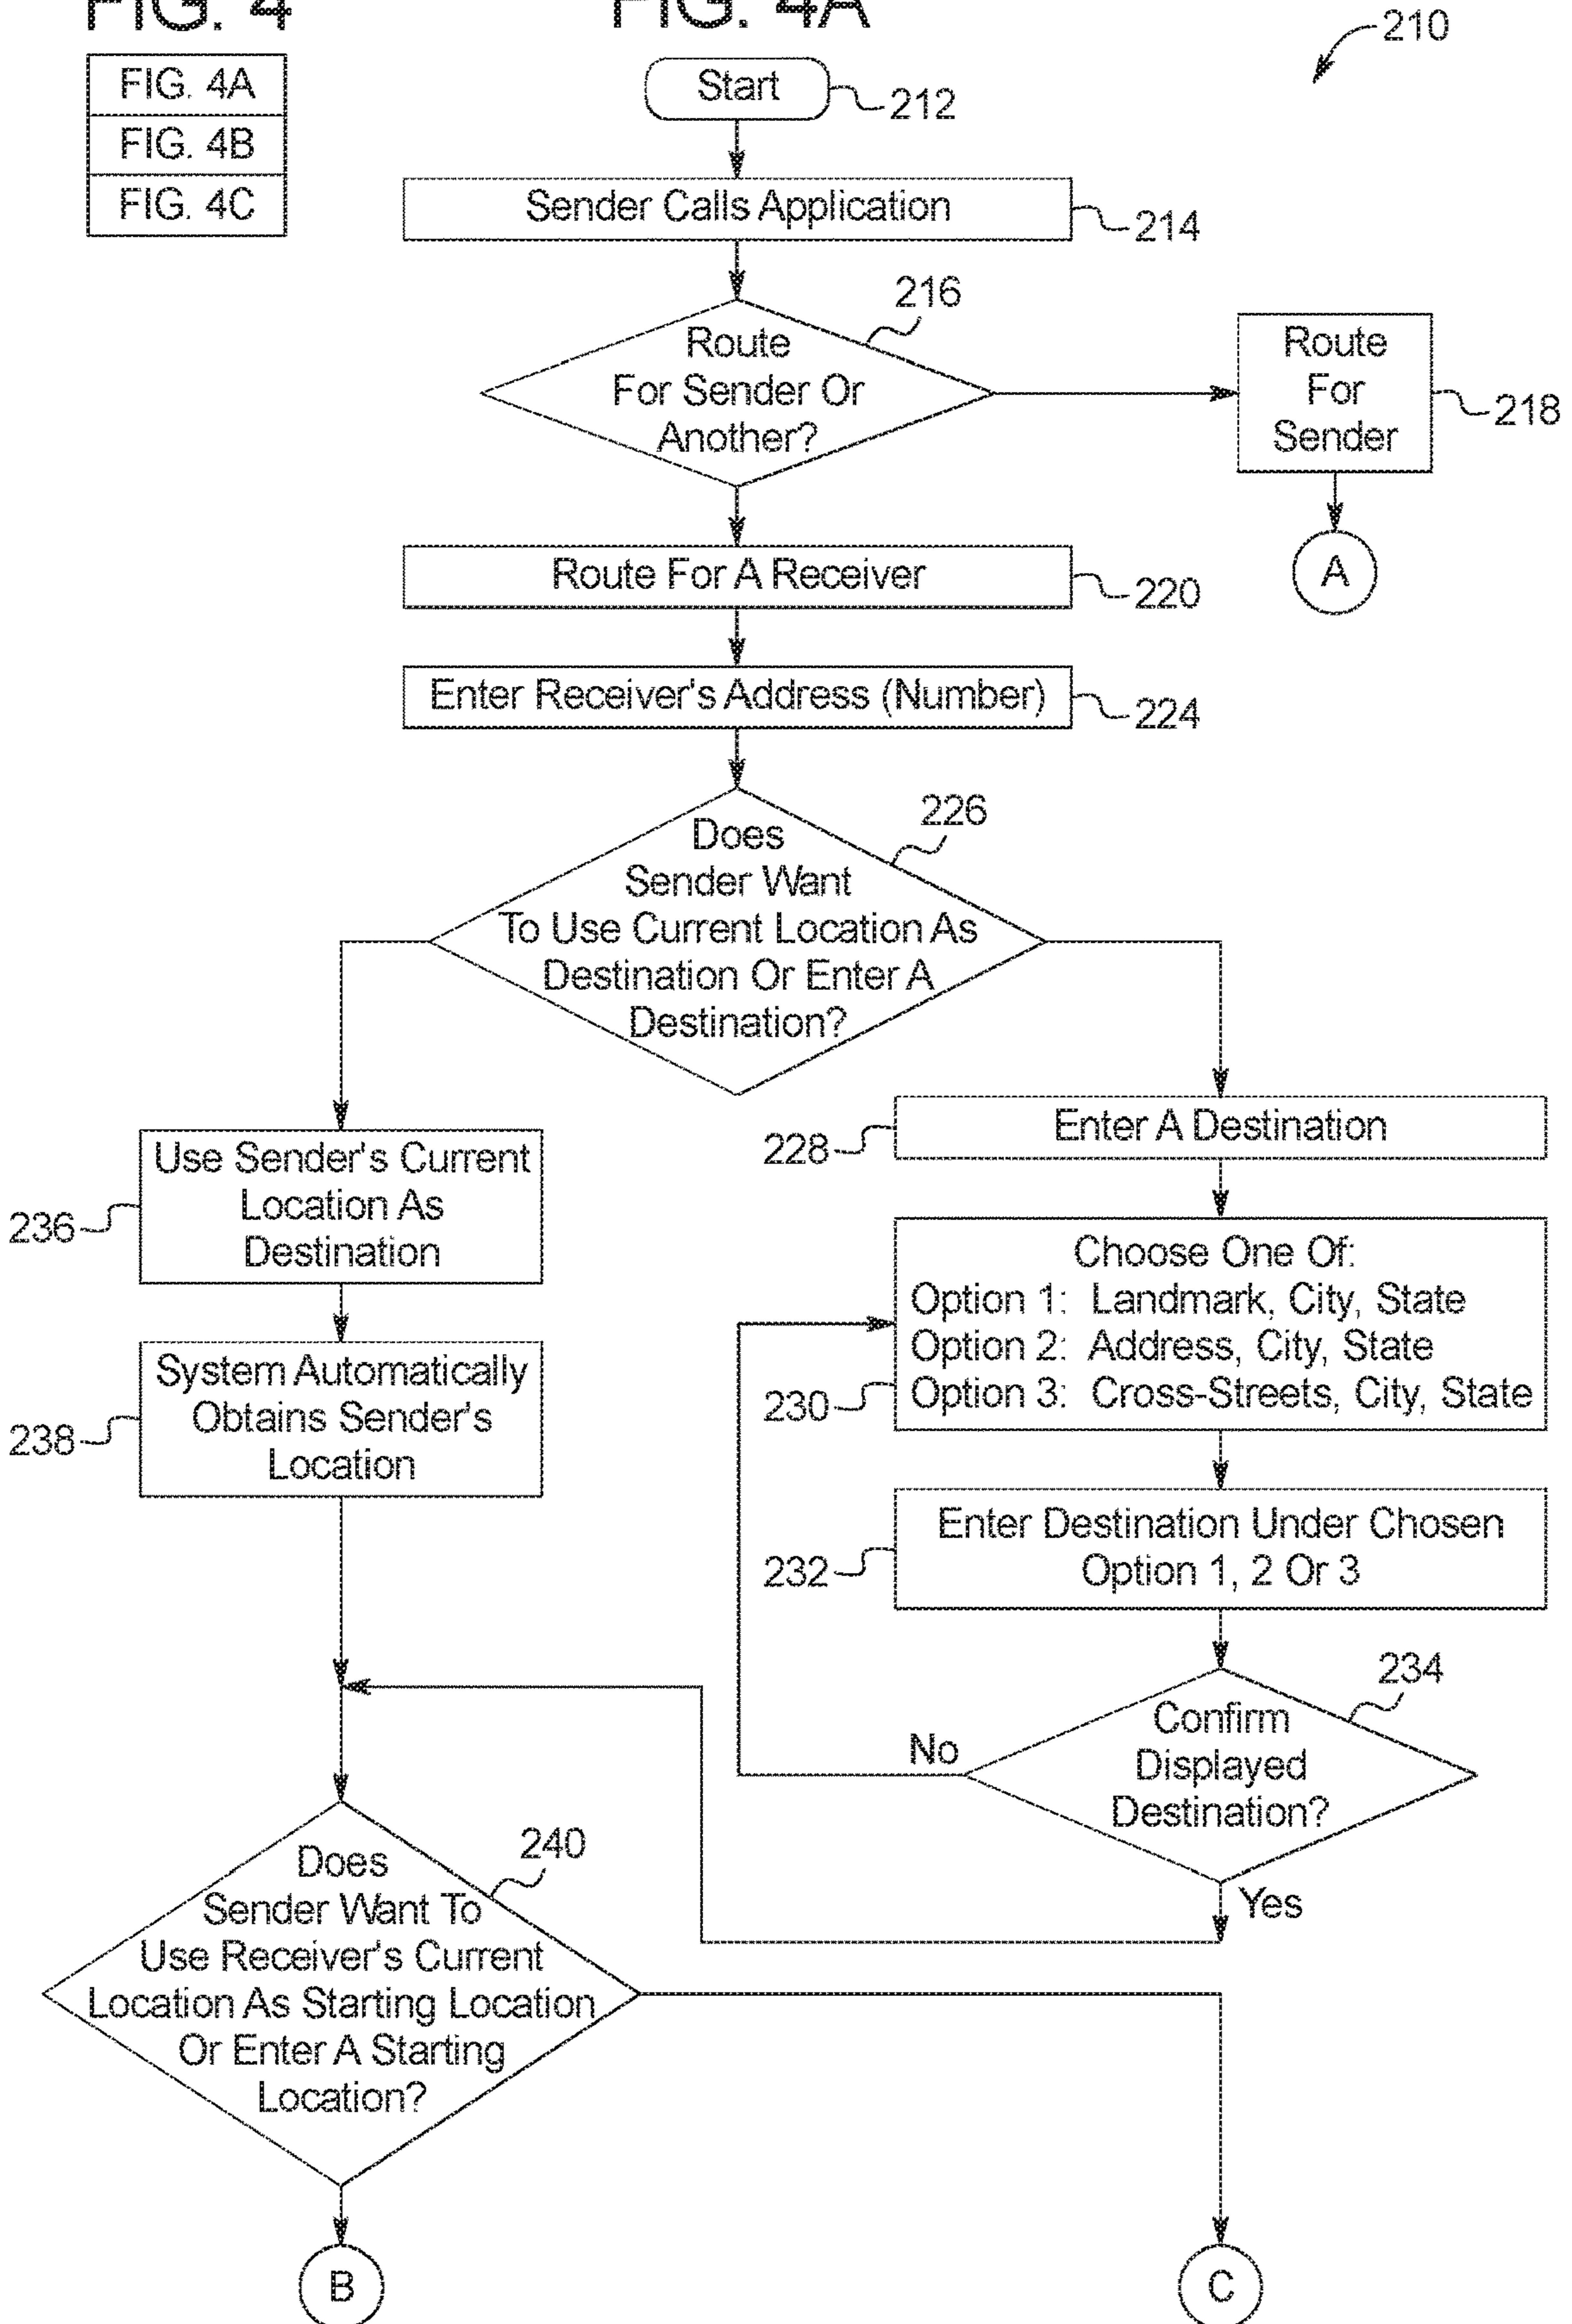 FIG. 4
FIG. 4A
210
FIG. 4A
FIG. 4B
FIG. 4C
Start
212
Sender Calls Application
214
216
Route
For Sender Or
Another?
Route
For
Sender
218
A
Route For A Receiver
220
Enter Receiver's Address (Number)
224
226
Does
Sender Want
To Use Current Location As
Destination Or Enter A
Destination?
Enter A Destination
228
Use Sender's Current
Location As
Destination
236
Choose One Of:
Option 1: Landmark, City, State
Option 2: Address, City, State
Option 3: Cross-Streets, City, State
230
System Automatically
Obtains Sender's
Location
238
Enter Destination Under Chosen
Option 1, 2 Or 3
232
234
Confirm
Displayed
Destination?
No
Yes
240
Does
Sender Want To
Use Receiver's Current
Location As Starting Location
Or Enter A Starting
Location?
B
C